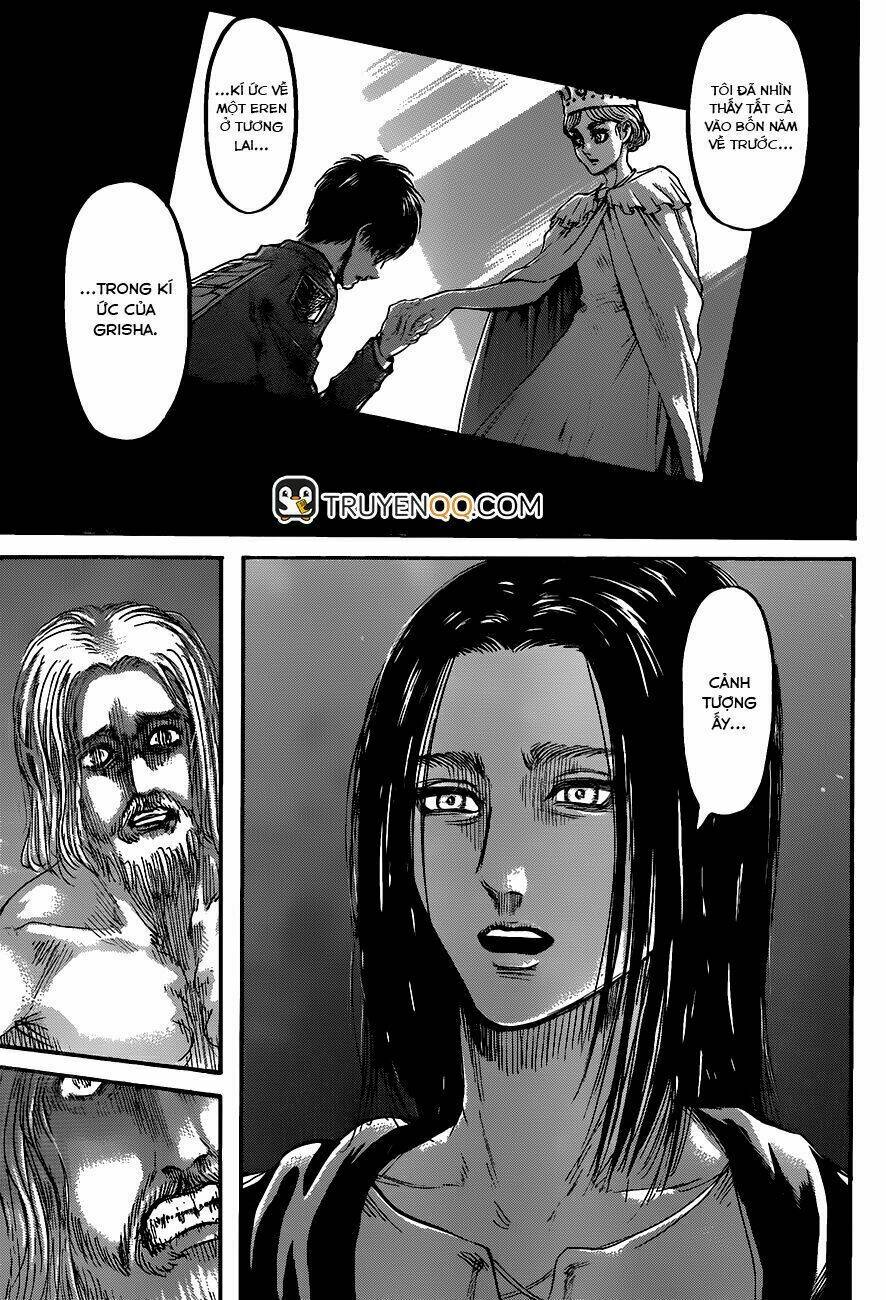 TÔI ĐÃ NHÌN
THẤY TẤT CẢ
VÀO BỐN NĂM
VỀ TRƯỚC...
...KÍ ỨC VỀ
MỘT EREN
Ở TƯƠNG
LAI...
...TRONG KÍ
ỨC CỦA
GRISHA.
TRUYENQQ.COM
CẢNH
TƯỢNG
ẤY...